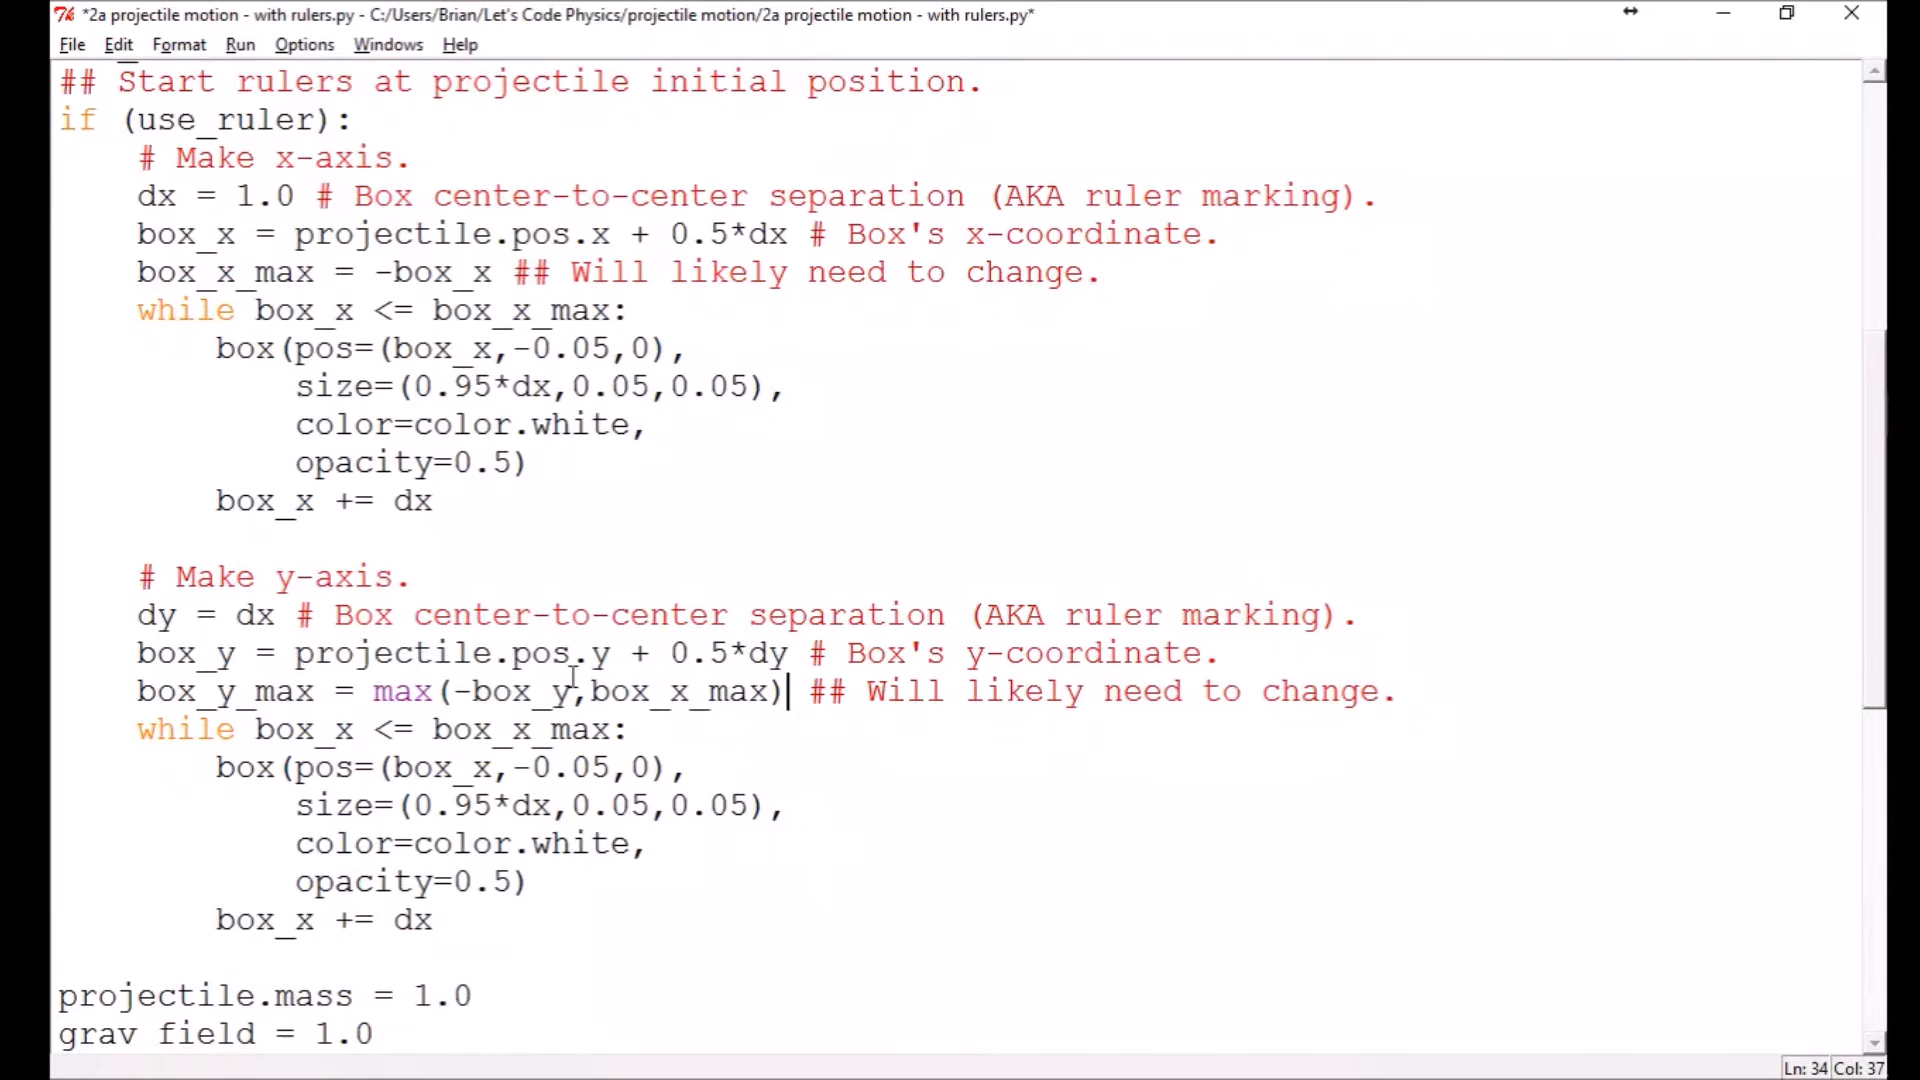 *2a projectile motion - with rulers.py - C:/Users/Brian/Let's Code Physics/projectile motion/2a projectile motion - with rulers.py*
File Edit Format Run Options Windows Help
## Start rulers at projectile initial position.
if (use_ruler):
    # Make x-axis.
    dx = 1.0 # Box center-to-center separation (AKA ruler marking).
    box_x = projectile.pos.x + 0.5*dx # Box's x-coordinate.
    box_x_max = -box_x ## Will likely need to change.
    while box_x <= box_x_max:
        box(pos=(box_x,-0.05,0),
            size=(0.95*dx,0.05,0.05),
            color=color.white,
            opacity=0.5)
        box_x += dx
    # Make y-axis.
    dy = dx # Box center-to-center separation (AKA ruler marking).
    box_y = projectile.pos.y + 0.5*dy # Box's y-coordinate.
    box_y_max = max(-box_y,box_x_max) ## Will likely need to change.
    while box_x <= box_x_max:
        box(pos=(box_x,-0.05,0),
            size=(0.95*dx,0.05,0.05),
            color=color.white,
            opacity=0.5)
        box_x += dx
projectile.mass = 1.0
grav field = 1.0
Ln: 34 Col: 37